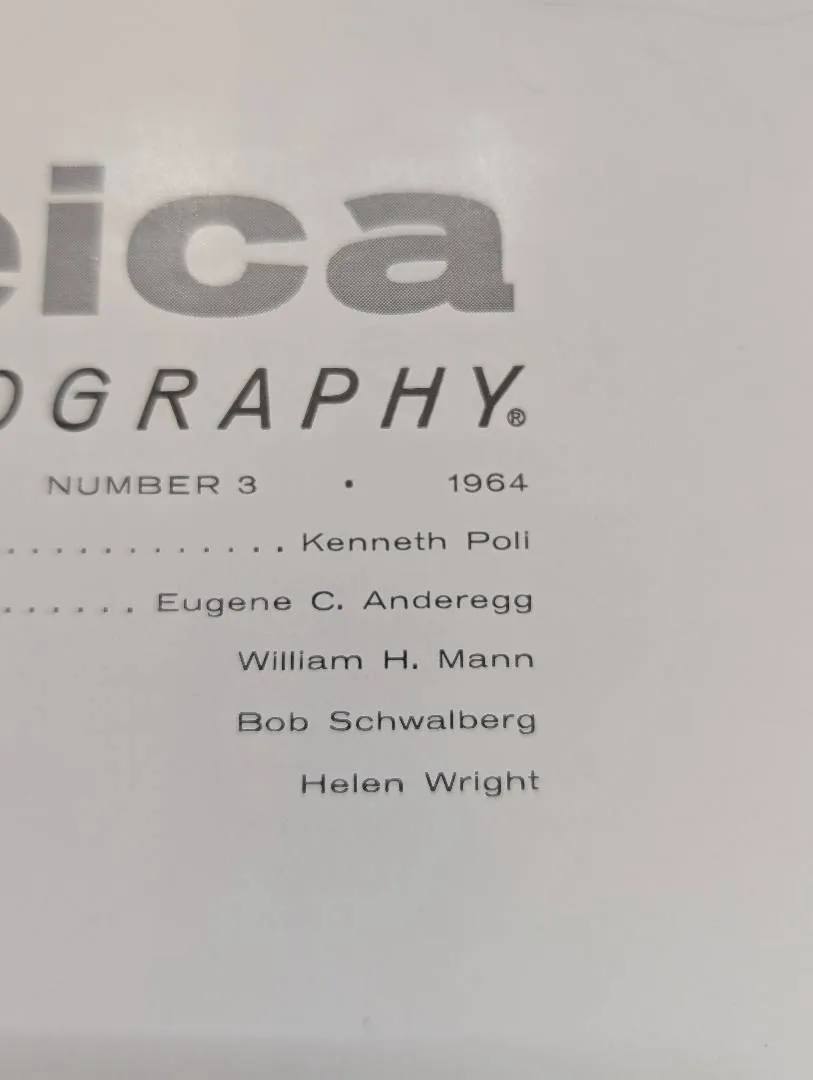 eica
OGRAPHY®
NUMBER 3 • 1964
............ Kenneth Poli
...... Eugene C. Anderegg
William H. Mann
Bob Schwalberg
Helen Wright